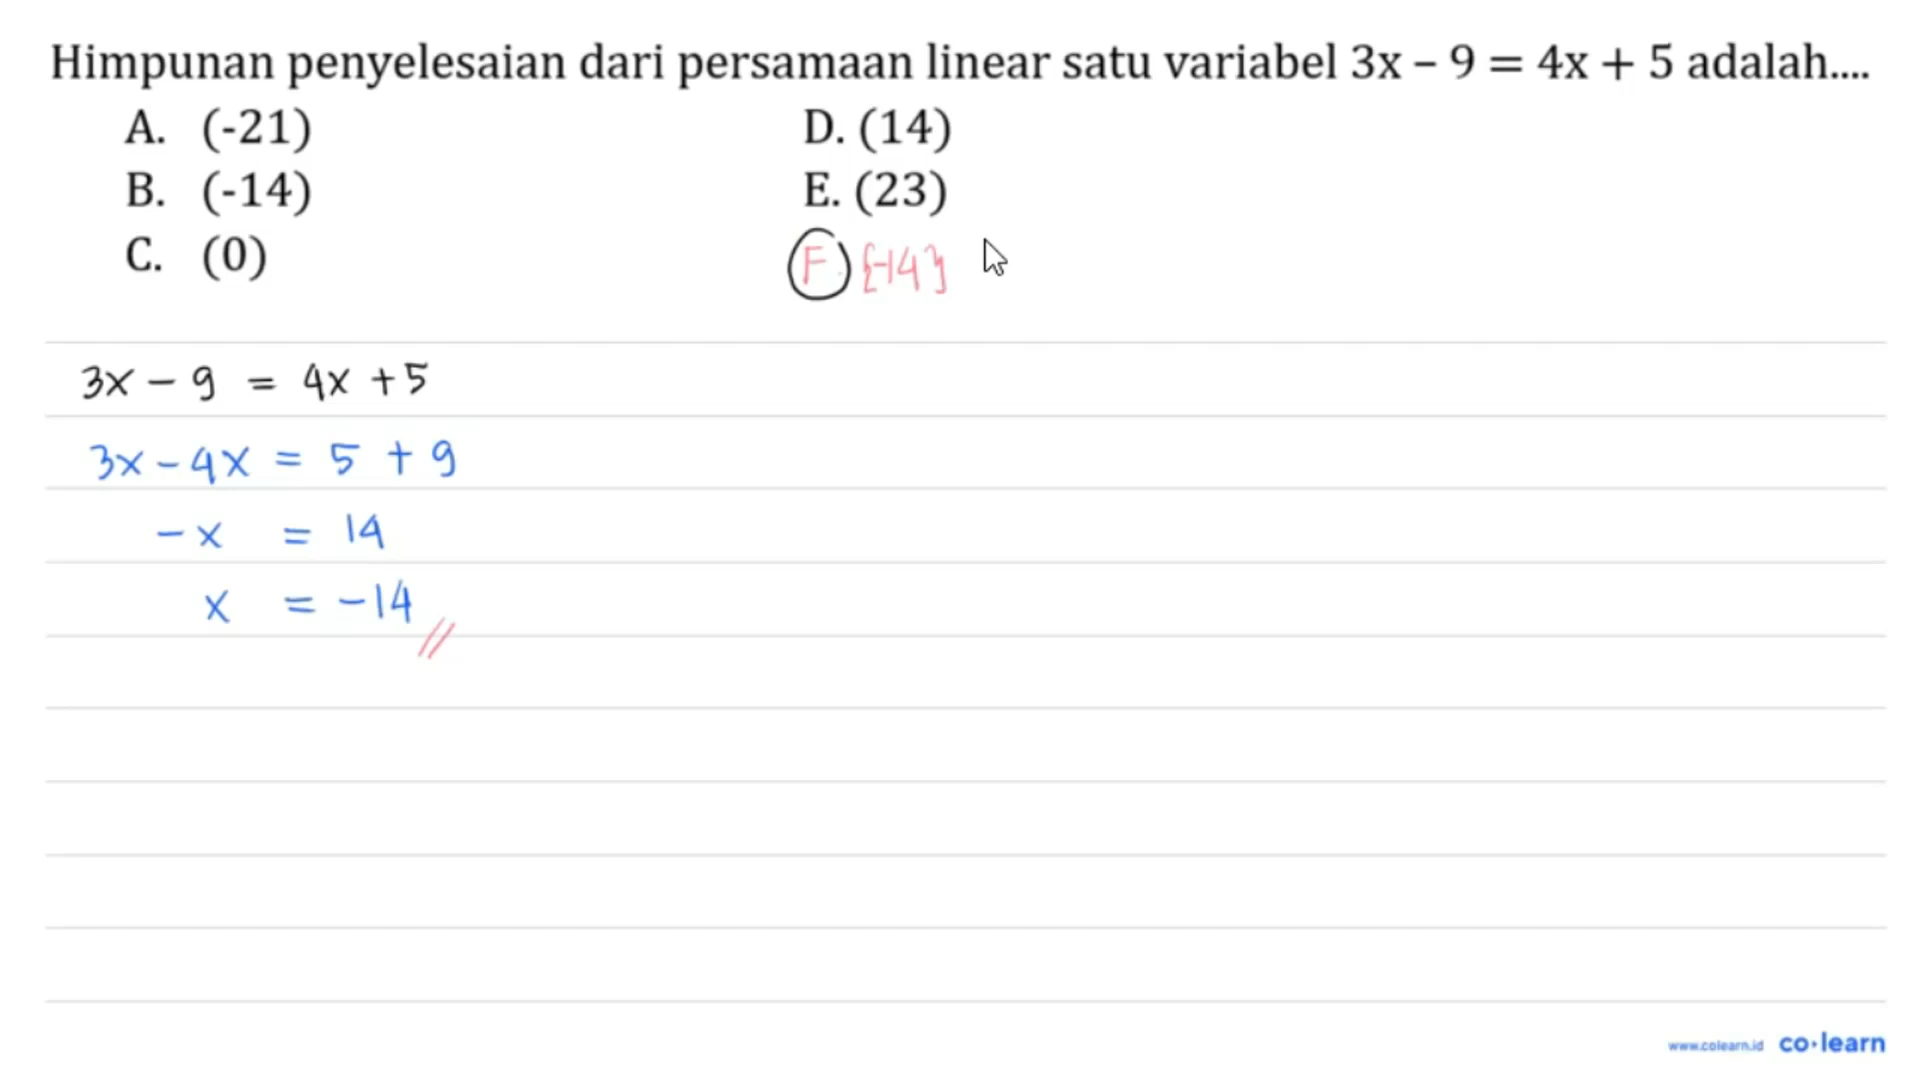 Himpunan penyelesaian dari persamaan linear satu variabel 3x – 9 = 4x + 5 adalah....
A. (-21)
D. (14)
B. (-14)
E. (23)
C. (0)
F. {-14}
3x - 9 = 4x + 5
3x - 4x = 5 + 9
- x = 14
x = -14 //
www.colearn.id co·learn